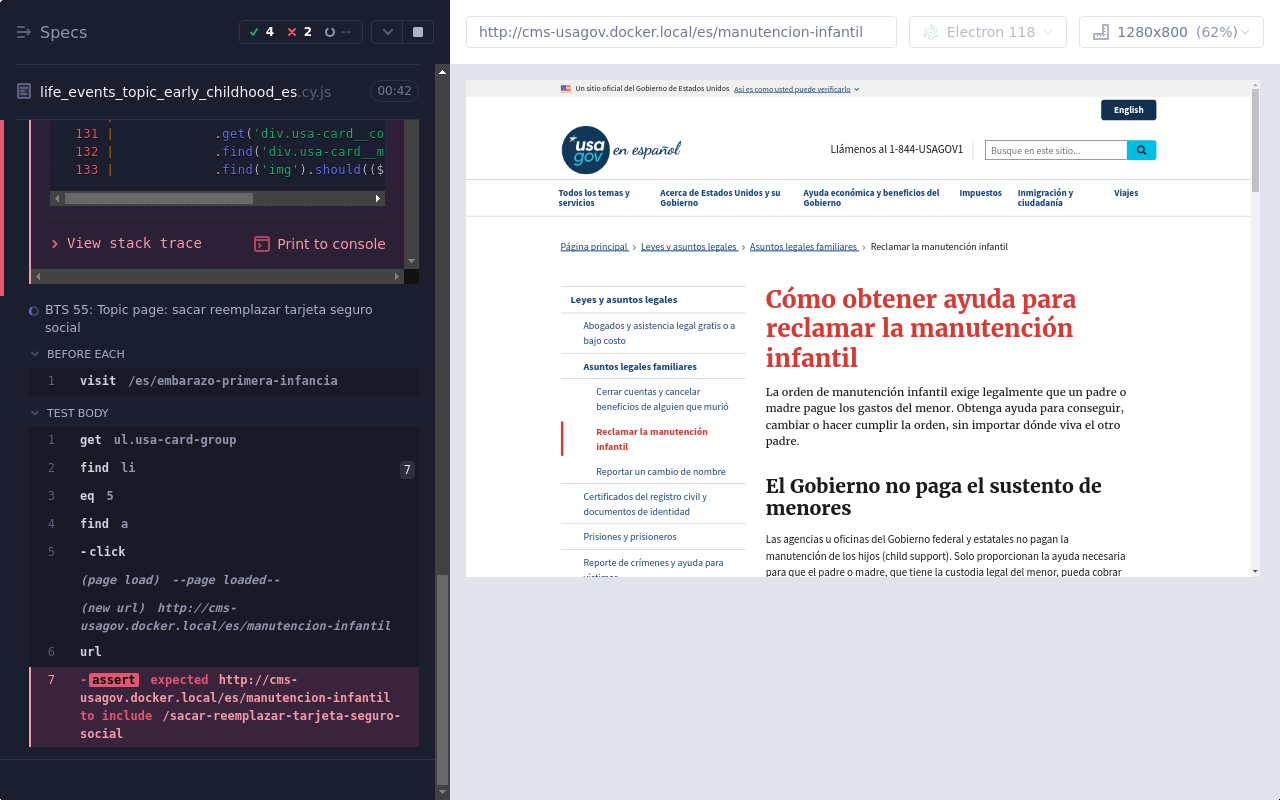 Specs
4 2 --
life_events_topic_early_childhood_es.cy.js 00:42
131 | .get('div.usa-card__co
132 | .find('div.usa-card__m
133 | .find('img').should(($
View stack trace
Print to console
BTS 55: Topic page: sacar reemplazar tarjeta seguro
social
BEFORE EACH
1 visit /es/embarazo-primera-infancia
TEST BODY
1 get ul.usa-card-group
2 find li 7
3 eq 5
4 find a
5 -click
(page load) --page loaded--
(new url) http://cms-
usagov.docker.local/es/manutencion-infantil
6 url
7 -assert expected http://cms-
usagov.docker.local/es/manutencion-infantil
to include /sacar-reemplazar-tarjeta-seguro-
social
http://cms-usagov.docker.local/es/manutencion-infantil
Electron 118
1280x800 (62%)
Un sitio oficial del Gobierno de Estados Unidos Así es como usted puede verificarlo
English
usa
gov
en español
Llámenos al 1-844-USAGOV1
Busque en este sitio...
Todos los temas y
servicios
Acerca de Estados Unidos y su
Gobierno
Ayuda económica y beneficios del
Gobierno
Impuestos
Inmigración y
ciudadanía
Viajes
Página principal > Leyes y asuntos legales > Asuntos legales familiares > Reclamar la manutención infantil
Leyes y asuntos legales
Abogados y asistencia legal gratis o a
bajo costo
Asuntos legales familiares
Cerrar cuentas y cancelar
beneficios de alguien que murió
Reclamar la manutención
infantil
Reportar un cambio de nombre
Certificados del registro civil y
documentos de identidad
Prisiones y prisioneros
Reporte de crímenes y ayuda para
víctimas
Cómo obtener ayuda para
reclamar la manutención
infantil
La orden de manutención infantil exige legalmente que un padre o
madre pague los gastos del menor. Obtenga ayuda para conseguir,
cambiar o hacer cumplir la orden, sin importar dónde viva el otro
padre.
El Gobierno no paga el sustento de
menores
Las agencias u oficinas del Gobierno federal y estatales no pagan la
manutención de los hijos (child support). Solo proporcionan la ayuda necesaria
para que el padre o madre, que tiene la custodia legal del menor, pueda cobrar